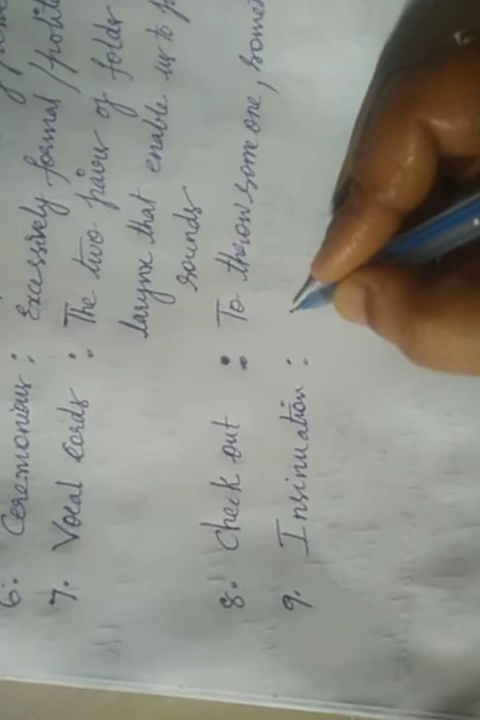 6. Ceremonious : Excessively formal / polite
7. Vocal Cords : The two pairs of folds
larynx that enable us to
sounds
8. Check out : To throw some one,
9. Insinuation :